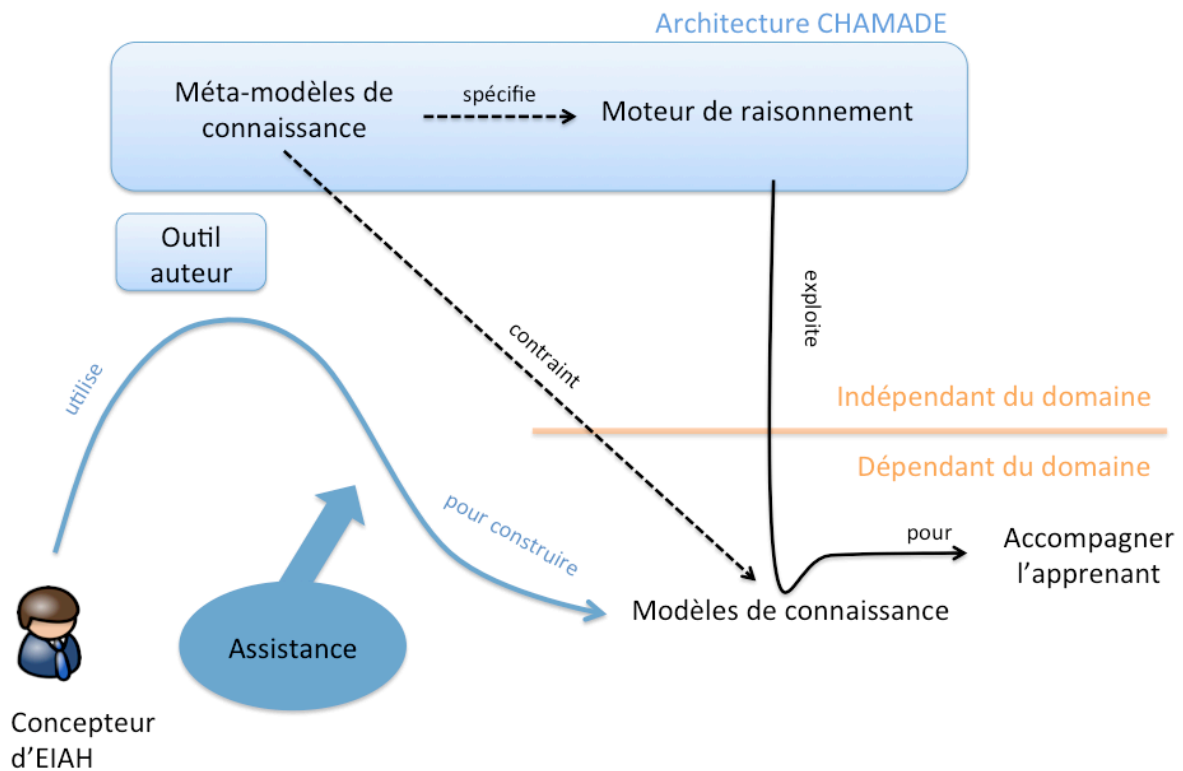 Architecture CHAMADE
Méta-modèles de
connaissance
spécifie
Moteur de raisonnement
Outil
auteur
utilise
contraint
exploite
Indépendant du domaine
Dépendant du domaine
pour construire
pour
Accompagner
l'apprenant
Modèles de connaissance
Assistance
Concepteur
d'EIAH